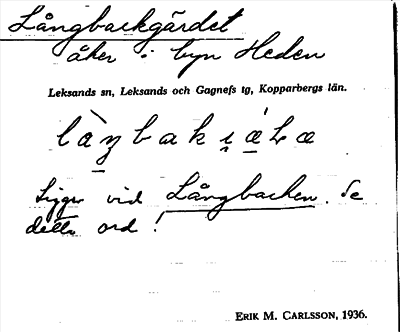 Långbackgärdet
åker i byn Heden
Leksands sn, Leksands och Gagnefs tg, Kopparbergs län.
Ligger vid Långbacken. Se
detta ord!
ERIK M. CARLSSON, 1936.